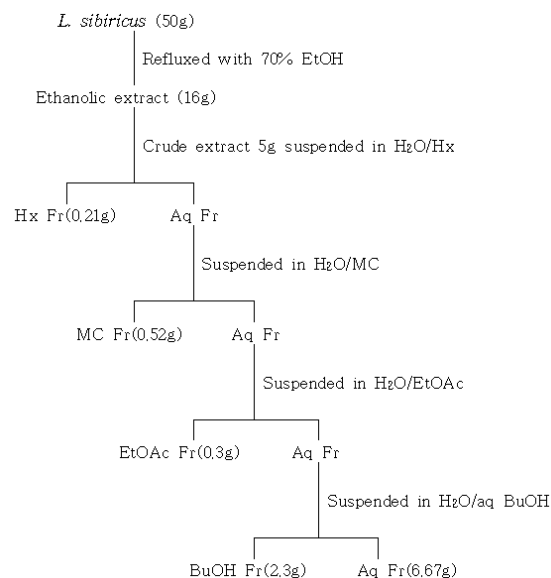 L. sibiricus (50g)
Refluxed with 70% EtOH
Ethanolic extract (16g)
Crude extract 5g suspended in H₂O/Hx
Hx Fr(0,21g) Aq Fr
Suspended in H₂O/MC
MC Fr(0,52g) Aq Fr
Suspended in H₂O/EtOAc
EtOAc Fr(0,3g) Aq Fr
Suspended in H₂O/aq BuOH
BuOH Fr(2,3g) Aq Fr(6,67g)